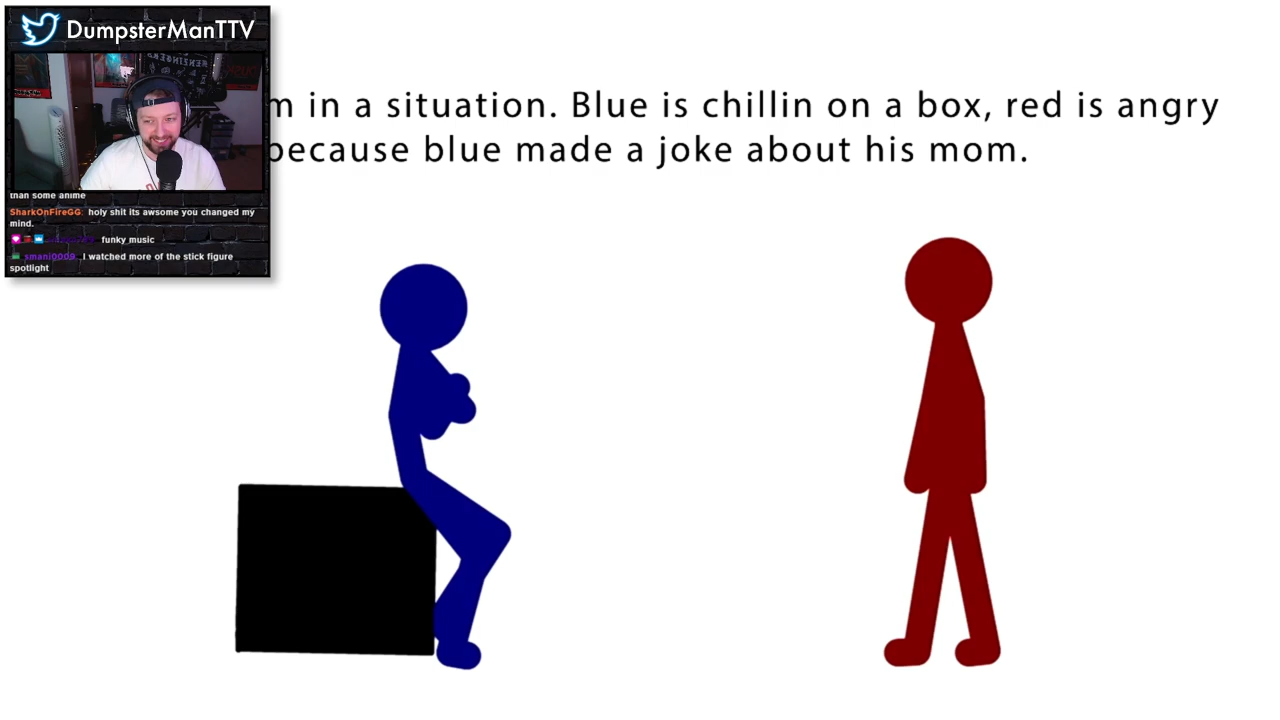 DumpsterManTTV
m in a situation. Blue is chillin on a box, red is angry
because blue made a joke about his mom.
than some anime
SharkOnFireGG: holy shit its awsome you changed my
mind.
funky music
smani0009: I watched more of the stick figure
spotlight